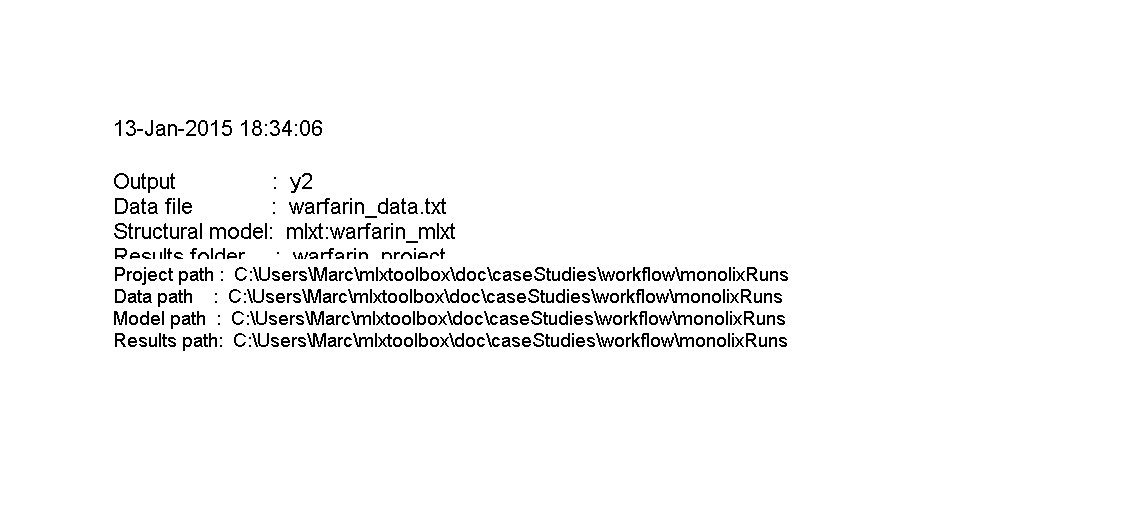 13-Jan-2015 18:34:06
Output : y2
Data file : warfarin_data.txt
Structural model: mlxt:warfarin_mlxt
Results folder : warfarin_project
Project path : C:\Users\Marc\mlxtoolbox\doc\caseStudies\workflow\monolixRuns
Data path : C:\Users\Marc\mlxtoolbox\doc\caseStudies\workflow\monolixRuns
Model path : C:\Users\Marc\mlxtoolbox\doc\caseStudies\workflow\monolixRuns
Results path: C:\Users\Marc\mlxtoolbox\doc\caseStudies\workflow\monolixRuns